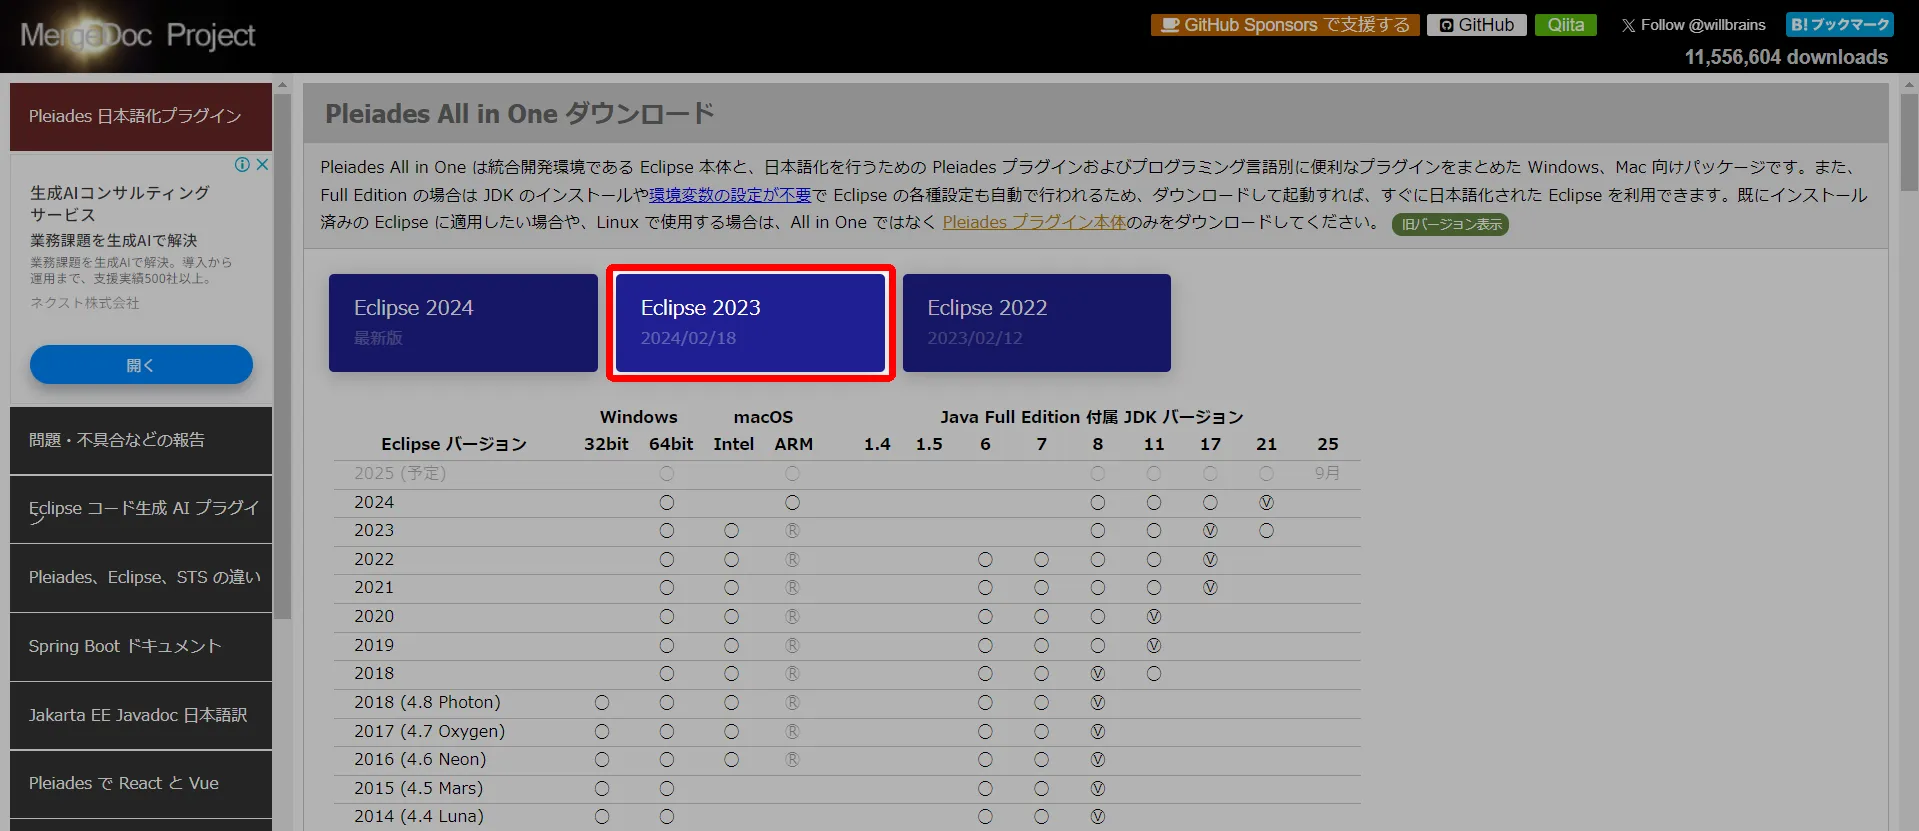 MergeDoc Project
GitHub Sponsors で支援する
GitHub
Qiita
Follow @willbrains
B! ブックマーク
11,556,604 downloads
Pleiades 日本語化プラグイン
生成AIコンサルティング
サービス
業務課題を生成AIで解決
業務課題を生成AIで解決。導入から
運用まで、支援実績500社以上。
ネクスト株式会社
開く
問題・不具合などの報告
Eclipse コード生成 AI プラグイ
ン
Pleiades、Eclipse、STS の違い
Spring Boot ドキュメント
Jakarta EE Javadoc 日本語訳
Pleiades で React と Vue
Pleiades All in One ダウンロード
Pleiades All in One は統合開発環境である Eclipse 本体と、日本語化を行うための Pleiades プラグインおよびプログラミング言語別に便利なプラグインをまとめた Windows、Mac 向けパッケージです。また、
Full Edition の場合は JDK のインストールや環境変数の設定が不要で Eclipse の各種設定も自動で行われるため、ダウンロードして起動すれば、すぐに日本語化された Eclipse を利用できます。既にインストール
済みの Eclipse に適用したい場合や、Linux で使用する場合は、All in One ではなく Pleiades プラグイン本体のみをダウンロードしてください。 旧バージョン表示
Eclipse 2024
最新版
Eclipse 2023
2024/02/18
Eclipse 2022
2023/02/12
Windows macOS Java Full Edition 付属 JDK バージョン
Eclipse バージョン 32bit 64bit Intel ARM 1.4 1.5 6 7 8 11 17 21 25
2025 (予定) ○ ○ ○ ○ ○ ○ 9月
2024 ○ ○ ○ ○ ○ Ⓥ
2023 ○ ○ Ⓡ ○ ○ Ⓥ ○
2022 ○ ○ Ⓡ ○ ○ ○ ○ Ⓥ
2021 ○ ○ Ⓡ ○ ○ ○ ○ Ⓥ
2020 ○ ○ Ⓡ ○ ○ ○ Ⓥ
2019 ○ ○ Ⓡ ○ ○ ○ Ⓥ
2018 ○ ○ Ⓡ ○ ○ Ⓥ ○
2018 (4.8 Photon) ○ ○ ○ Ⓡ ○ ○ Ⓥ
2017 (4.7 Oxygen) ○ ○ ○ Ⓡ ○ ○ Ⓥ
2016 (4.6 Neon) ○ ○ ○ Ⓡ ○ ○ Ⓥ
2015 (4.5 Mars) ○ ○ ○ ○ Ⓥ
2014 (4.4 Luna) ○ ○ ○ ○ Ⓥ